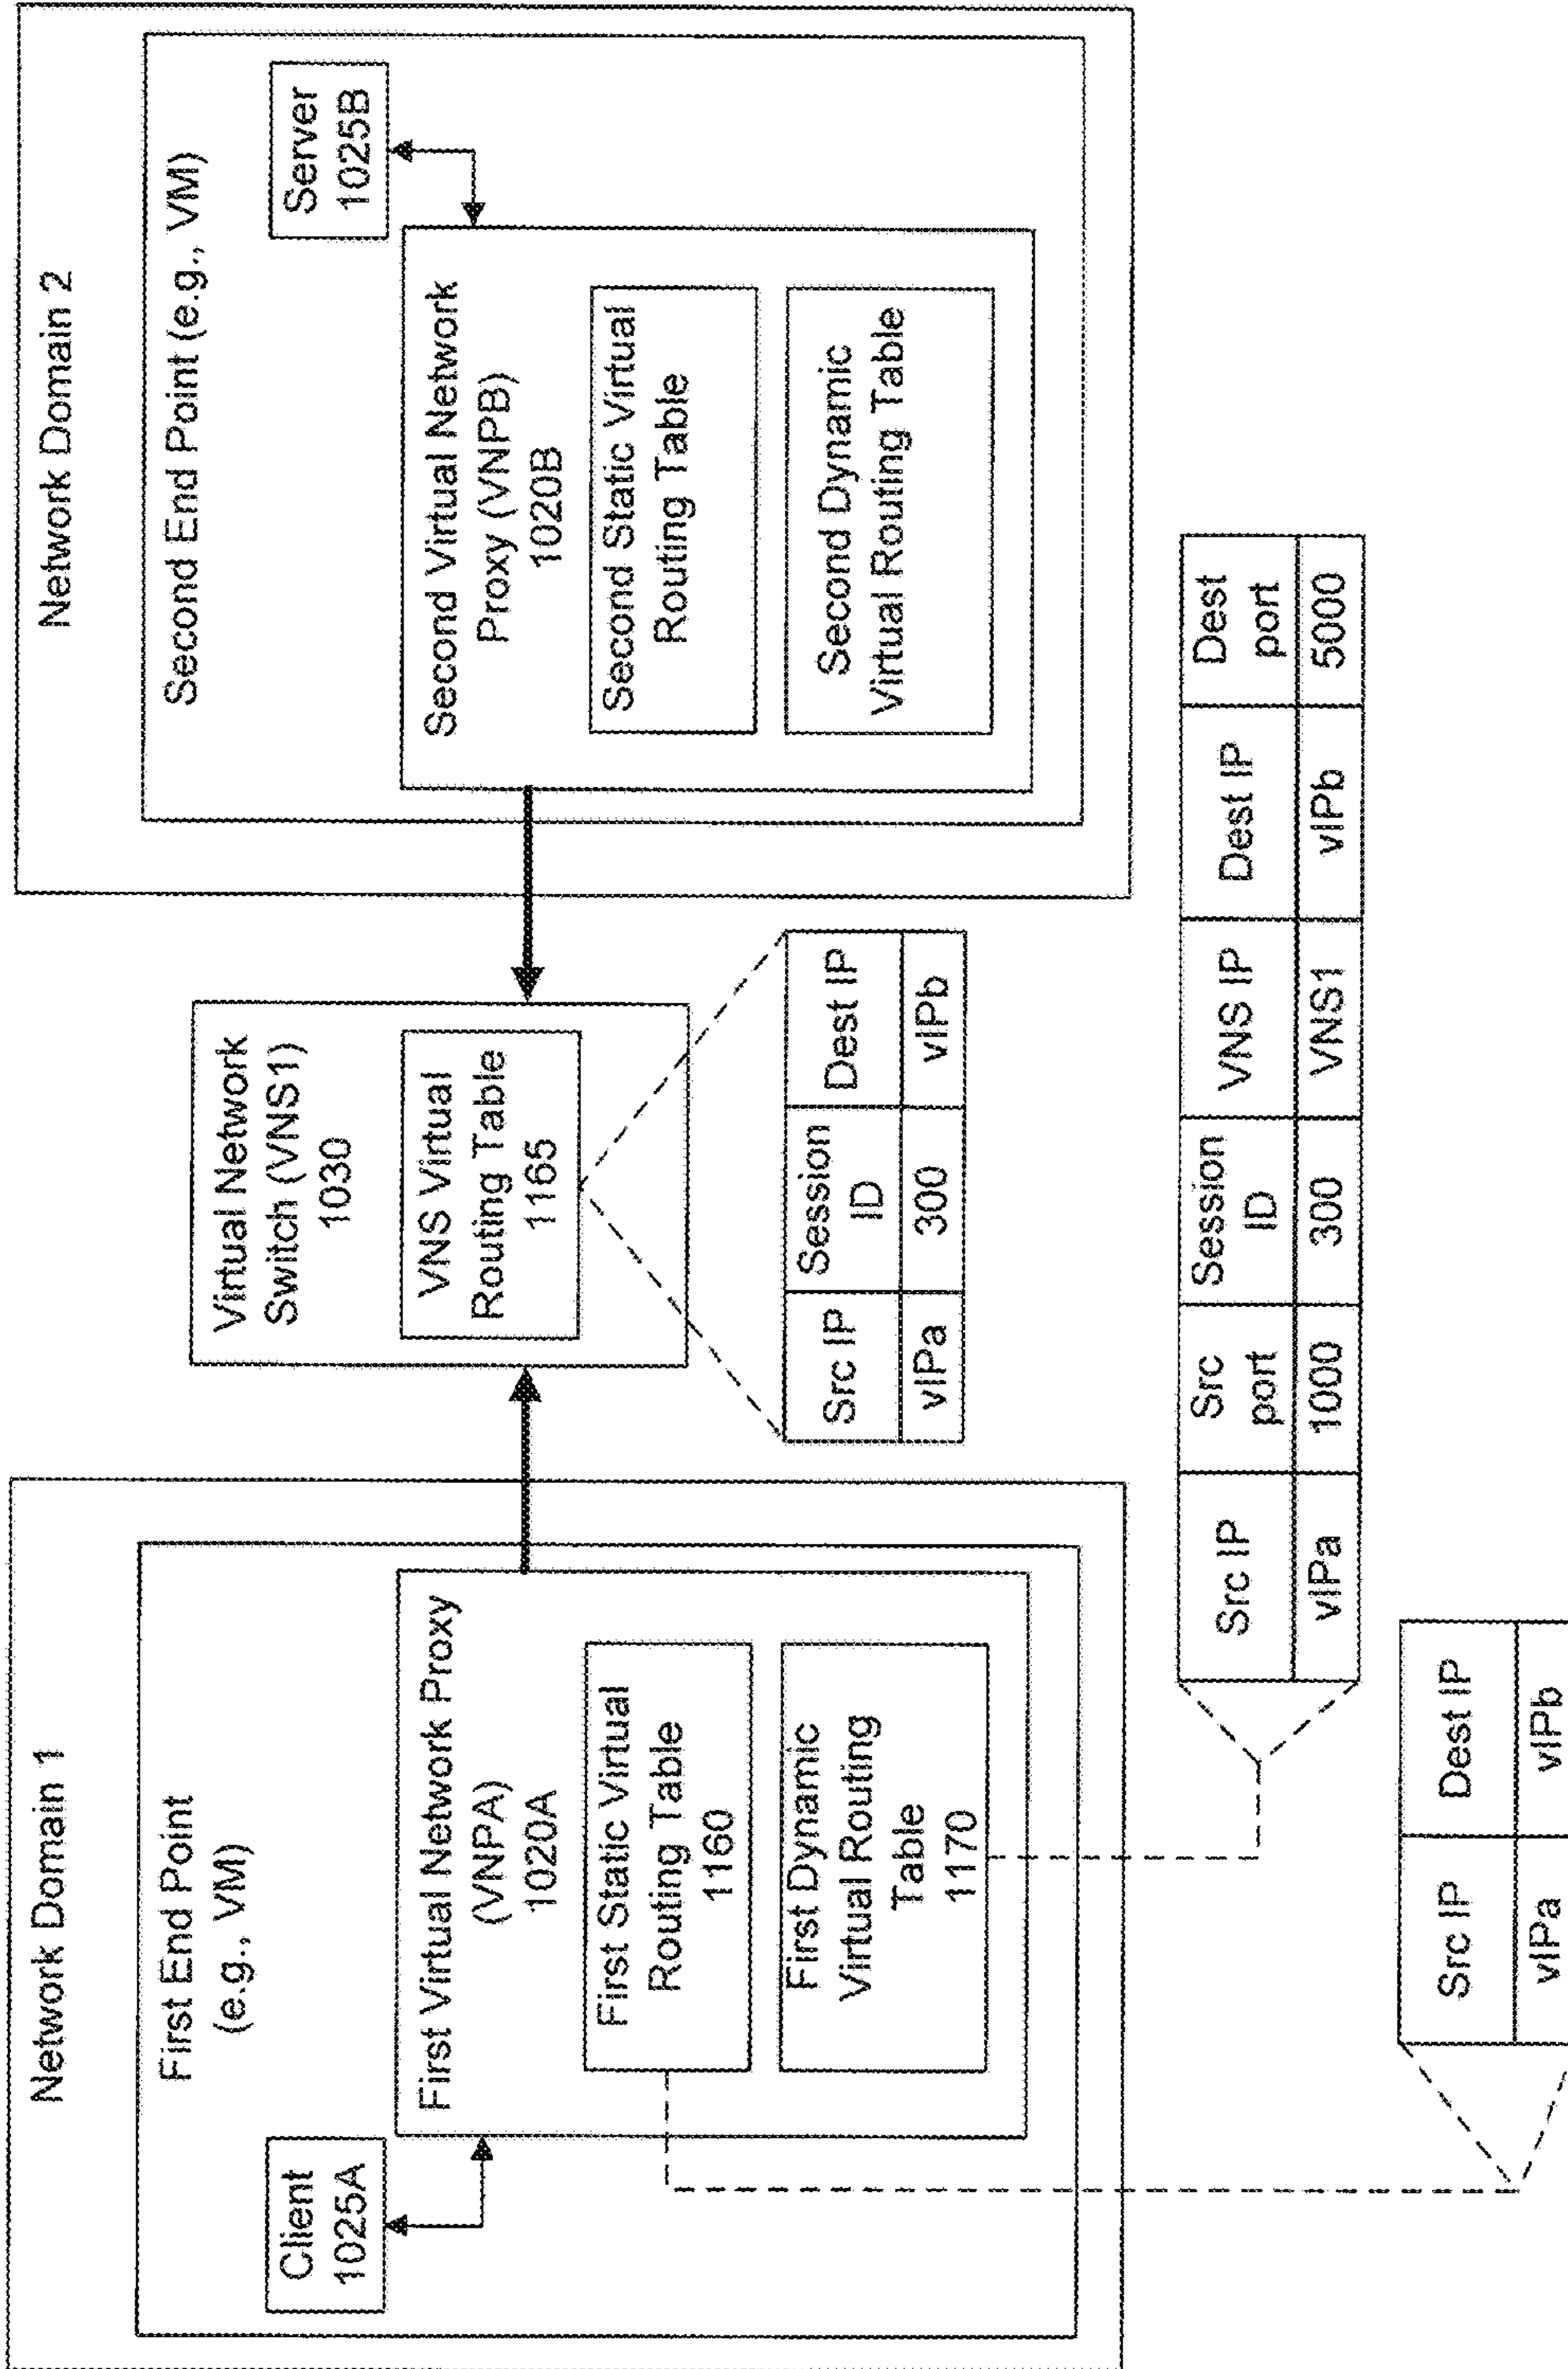 Network Domain 1
First End Point
(e.g., VM)
Client
1025A
First Virtual Network Proxy
(VNPA)
1020A
First Static Virtual
Routing Table
1160
First Dynamic
Virtual Routing
Table
1170
Virtual Network
Switch (VNS1)
1030
VNS Virtual
Routing Table
1165
Src IP
Session
ID
Dest IP
vIPa
300
vIPb
Network Domain 2
Second End Point (e.g., VM)
Server
1025B
Second Virtual Network
Proxy (VNPB)
1020B
Second Static Virtual
Routing Table
Second Dynamic
Virtual Routing Table
Src IP
Src
port
Session
ID
VNS IP
Dest IP
Dest
port
vIPa
1000
300
VNS1
vIPb
5000
Src IP
Dest IP
vIPa
vIPb